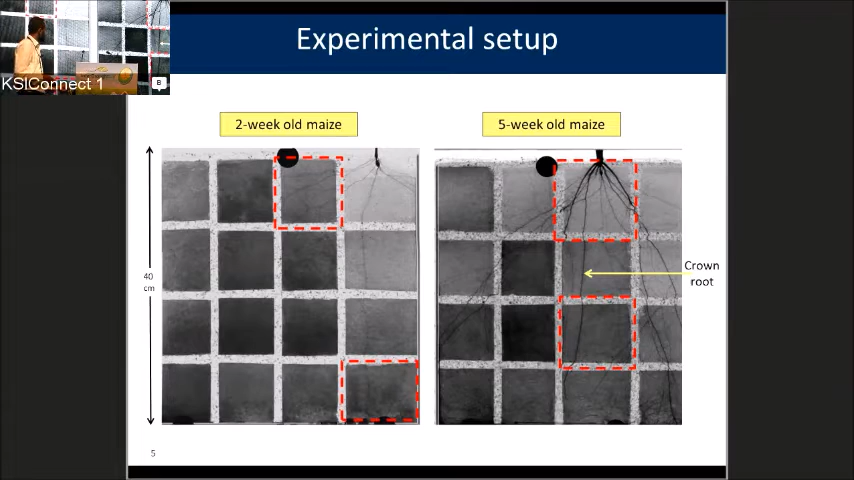 Experimental setup
KSIConnect 1
B
2-week old maize
5-week old maize
40
cm
Crown
root
5